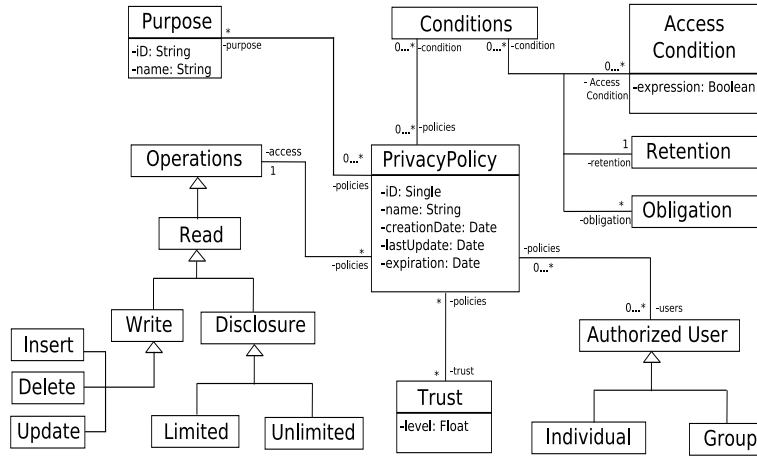 Purpose
-iD: String
-name: String
*
-purpose
Conditions
0...*
-condition
0...*
-condition
Access
Condition
-expression: Boolean
0...*
- Access
Condition
1
-retention
Retention
*
-obligation
Obligation
0...*
-policies
0...*
-policies
Operations
-access
1
PrivacyPolicy
-iD: Single
-name: String
-creationDate: Date
-lastUpdate: Date
-expiration: Date
*
-policies
-policies
0...*
Read
Write
Disclosure
Insert
Delete
Update
Limited
Unlimited
*
-policies
*
-trust
Trust
-level: Float
0...*
-users
Authorized User
Individual
Group